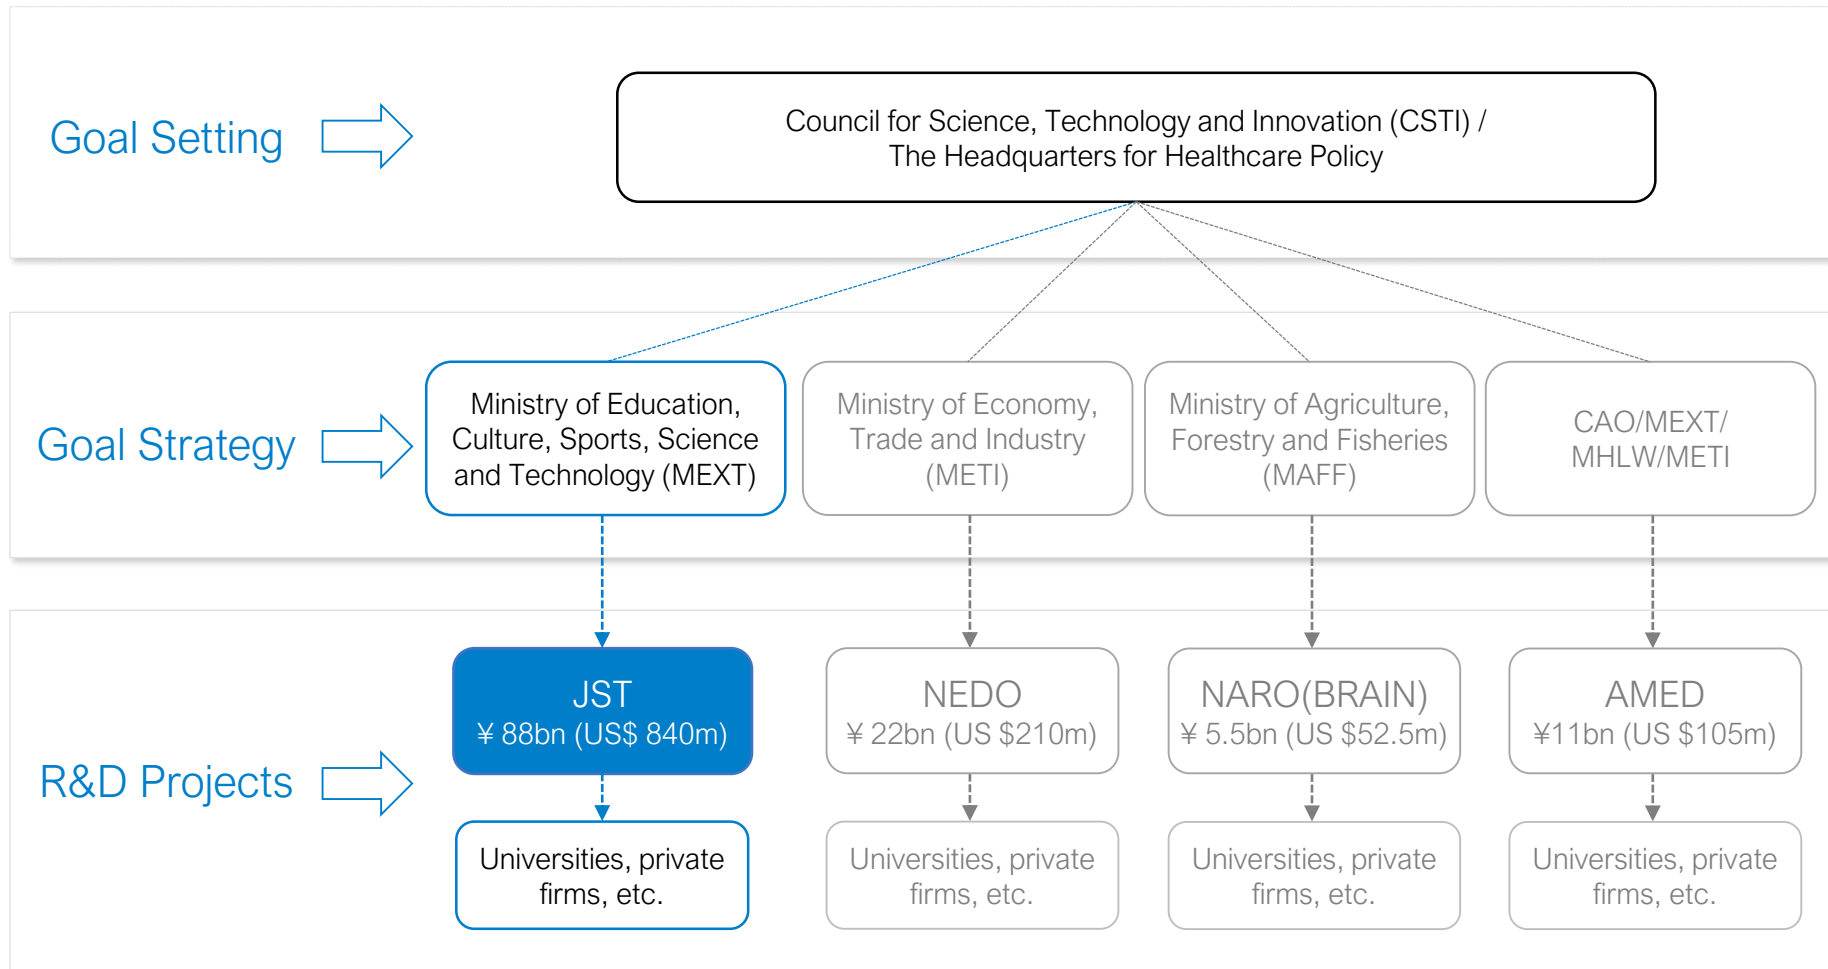 Goal Setting
Council for Science, Technology and Innovation (CSTI) /
The Headquarters for Healthcare Policy
Goal Strategy
Ministry of Education,
Culture, Sports, Science
and Technology (MEXT)
Ministry of Economy,
Trade and Industry
(METI)
Ministry of Agriculture,
Forestry and Fisheries
(MAFF)
CAO/MEXT/
MHLW/METI
R&D Projects
JST
¥ 88bn (US$ 840m)
NEDO
¥ 22bn (US $210m)
NARO(BRAIN)
¥ 5.5bn (US $52.5m)
AMED
¥11bn (US $105m)
Universities, private
firms, etc.
Universities, private
firms, etc.
Universities, private
firms, etc.
Universities, private
firms, etc.